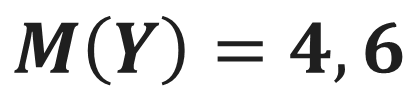 M(Y) = 4, 6